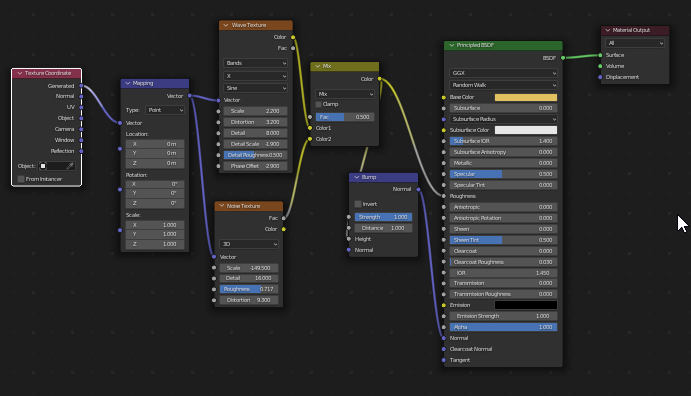 Texture Coordinate
Generated
Normal
UV
Object
Camera
Window
Reflection
Object:
From Instancer
Mapping
Vector
Type: Point
Vector
Location:
X 0 m
Y 0 m
Z 0 m
Rotation:
X 0°
Y 0°
Z 0°
Scale:
X 1.000
Y 1.000
Z 1.000
Wave Texture
Color
Fac
Bands
X
Sine
Vector
Scale 2.200
Distortion 3.200
Detail 8.000
Detail Scale -1.900
Detail Roughness 0.500
Phase Offset -2.900
Noise Texture
Fac
Color
3D
Vector
Scale -149.500
Detail 16.000
Roughness 0.717
Distortion 9.300
Mix
Color
Mix
Clamp
Fac 0.500
Color1
Color2
Bump
Normal
Invert
Strength 1.000
Distance 1.000
Height
Normal
Principled BSDF
BSDF
GGX
Random Walk
Base Color
Subsurface 0.000
Subsurface Radius
Subsurface Color
Subsurface IOR 1.400
Subsurface Anisotropy 0.000
Metallic 0.000
Specular 0.500
Specular Tint 0.000
Roughness
Anisotropic 0.000
Anisotropic Rotation 0.000
Sheen 0.000
Sheen Tint 0.500
Clearcoat 0.000
Clearcoat Roughness 0.030
IOR 1.450
Transmission 0.000
Transmission Roughness 0.000
Emission
Emission Strength 1.000
Alpha 1.000
Normal
Clearcoat Normal
Tangent
Material Output
All
Surface
Volume
Displacement